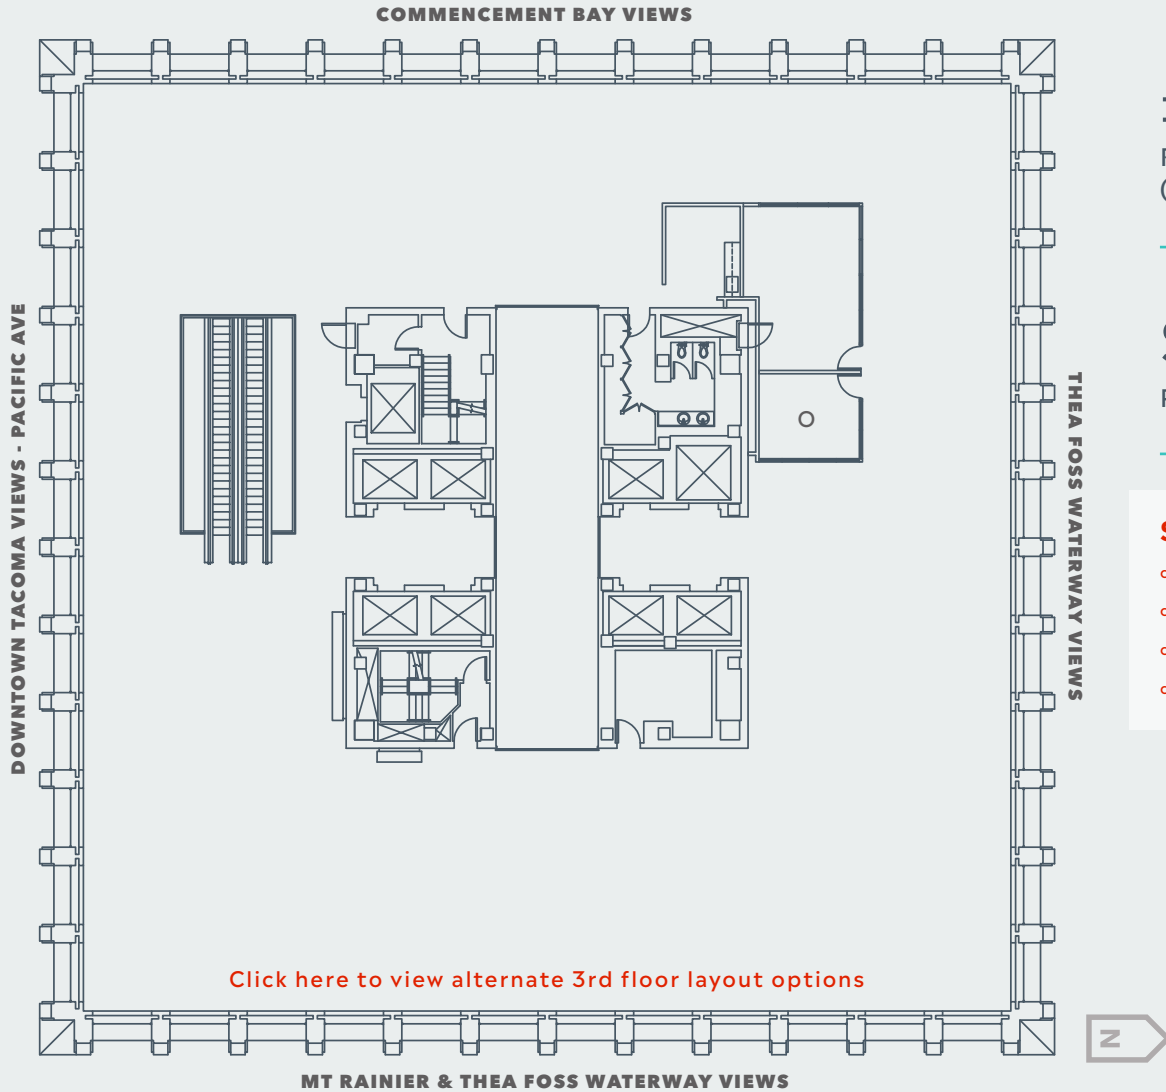 COMMENCEMENT BAY VIEWS
DOWNTOWN TACOMA VIEWS - PACIFIC AVE
THEA FOSS WATERWAY VIEWS
Click here to view alternate 3rd floor layout options
MT RAINIER & THEA FOSS WATERWAY VIEWS
N